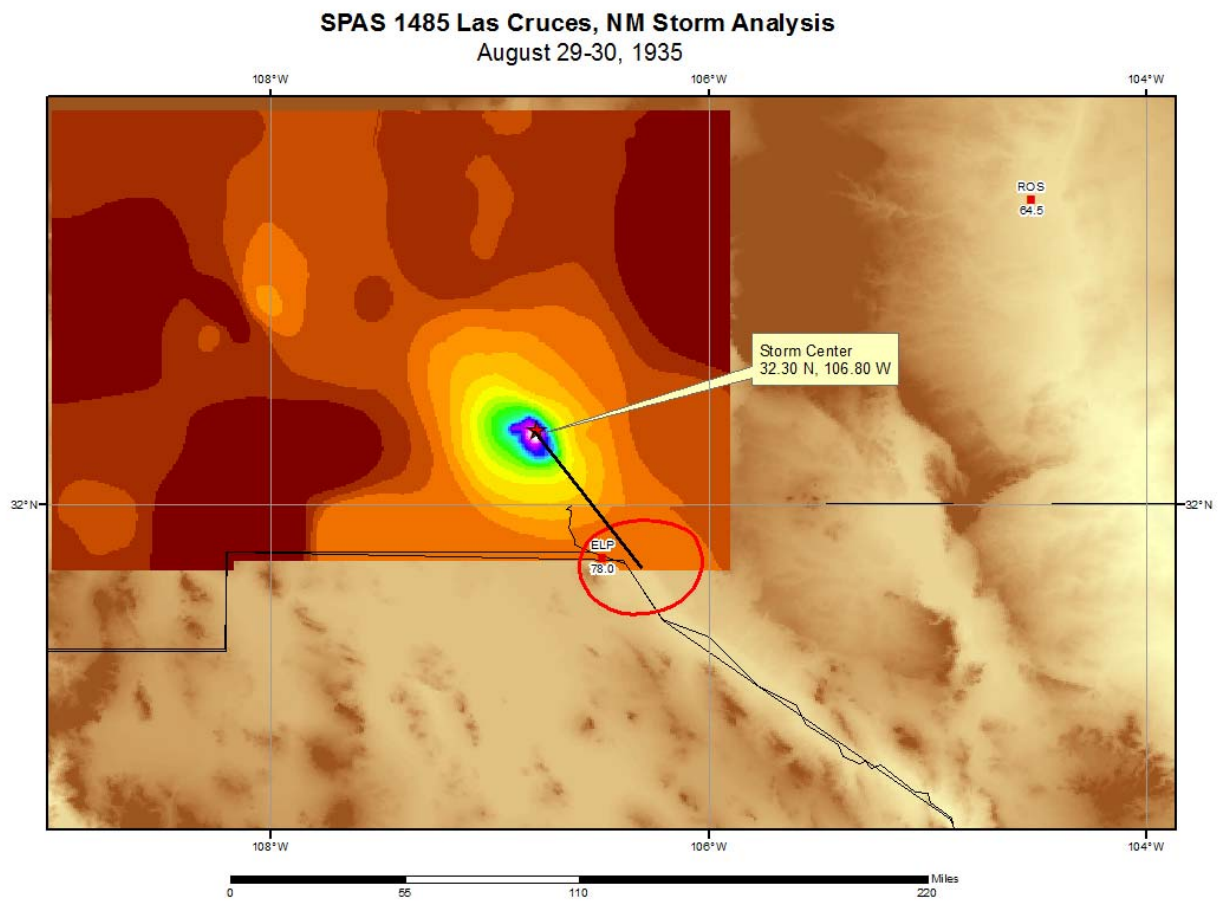 SPAS 1485 Las Cruces, NM Storm Analysis
August 29-30, 1935
108°W
106°W
104°W
ROS
64.5
Storm Center
32.30 N, 106.80 W
32°N
32°N
ELP
78.0
108°W
106°W
104°W
Miles
0
55
110
220